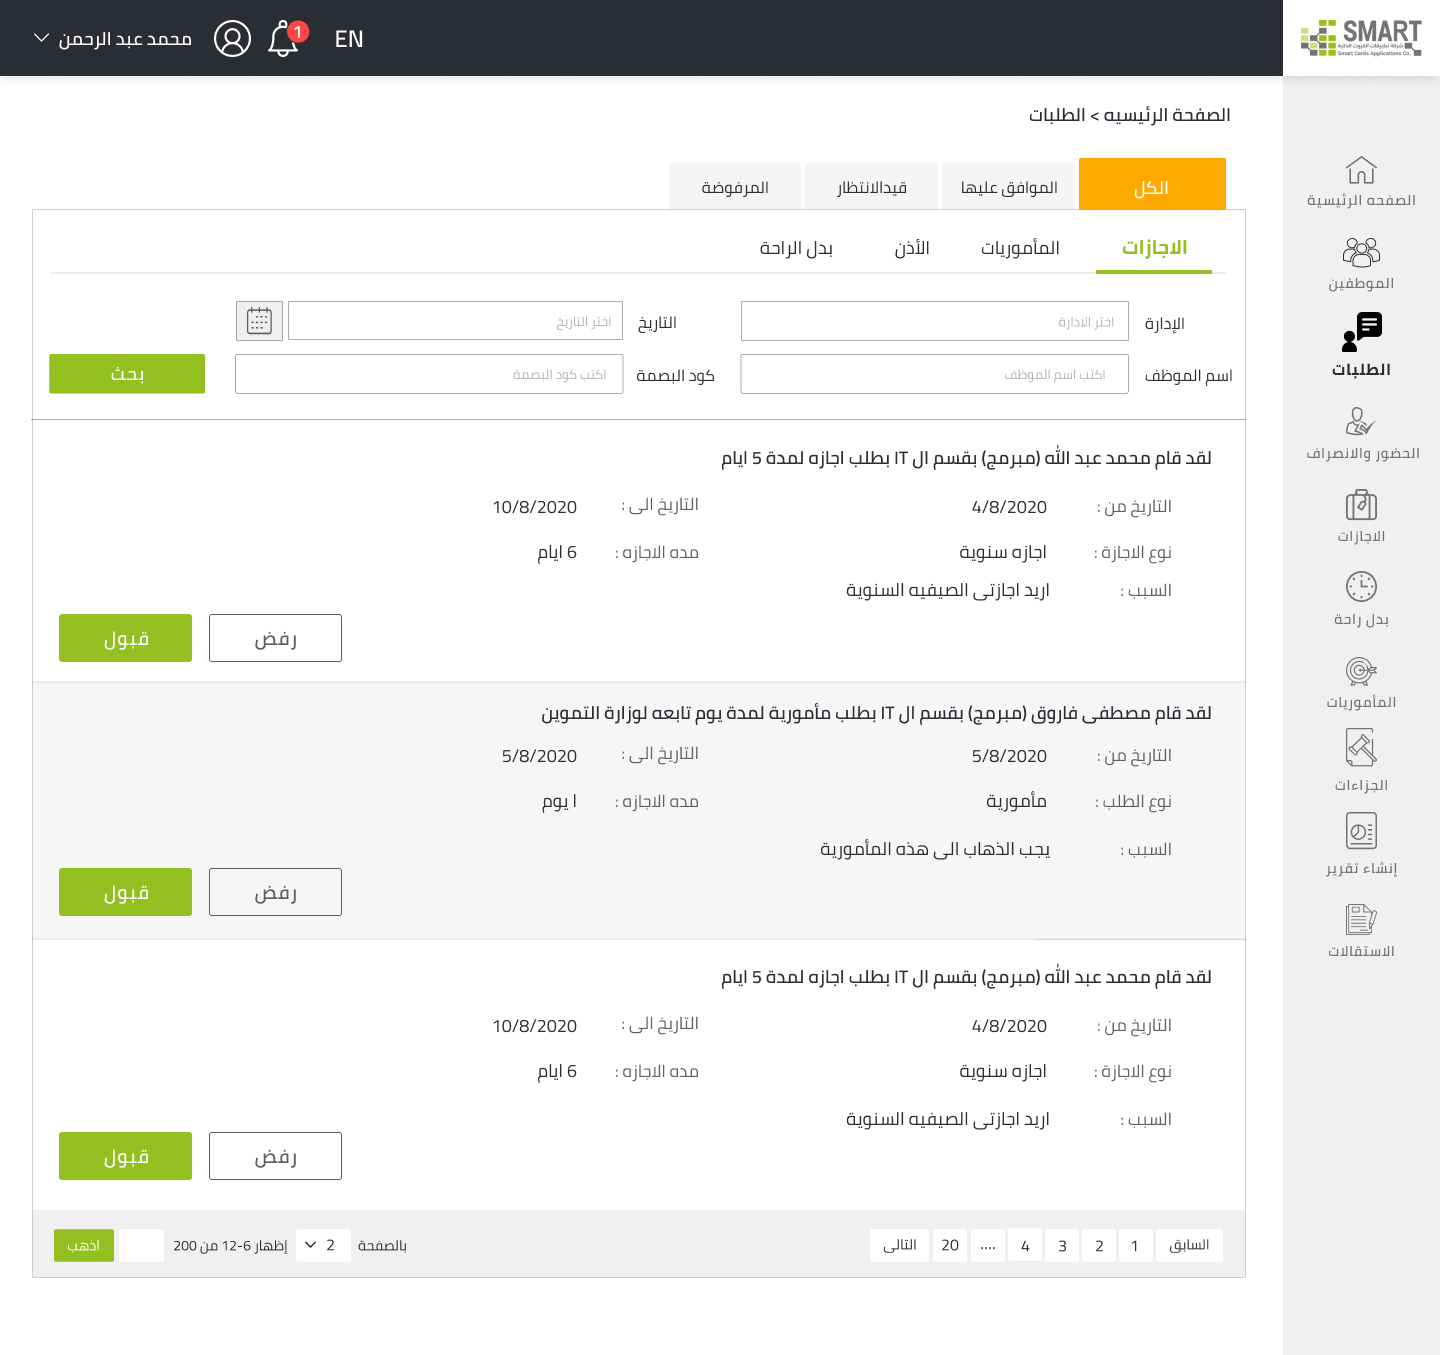 SMART
شركة تطبيقات الكروت الذكية
Smart Cards Applications Co.
EN
1
محمد عبد الرحمن
الصفحة الرئيسيه > الطلبات
الصفحه الرئيسية
الموظفين
الطلبات
الحضور والانصراف
الاجازات
بدل راحة
المأموريات
الجزاءات
إنشاء تقرير
الاستقالات
الكل
الموافق عليها
قيدالانتظار
المرفوضة
الاجازات
المأموريات
الأذن
بدل الراحة
الإدارة
اختر الادارة
التاريخ
اختر التاريخ
اسم الموظف
اكتب اسم الموظف
كود البصمة
اكتب كود البصمة
بحث
لقد قام محمد عبد الله (مبرمج) بقسم ال IT بطلب اجازه لمدة 5 ايام
التاريخ من : 4/8/2020
التاريخ الى : 10/8/2020
نوع الاجازة : اجازه سنوية
مده الاجازه : 6 ايام
السبب : اريد اجازتى الصيفيه السنوية
رفض
قبول
لقد قام مصطفى فاروق (مبرمج) بقسم ال IT بطلب مأمورية لمدة يوم تابعه لوزارة التموين
التاريخ من : 5/8/2020
التاريخ الى : 5/8/2020
نوع الطلب : مأمورية
مده الاجازه : ا يوم
السبب : يجب الذهاب الى هذه المأمورية
رفض
قبول
لقد قام محمد عبد الله (مبرمج) بقسم ال IT بطلب اجازه لمدة 5 ايام
التاريخ من : 4/8/2020
التاريخ الى : 10/8/2020
نوع الاجازة : اجازه سنوية
مده الاجازه : 6 ايام
السبب : اريد اجازتى الصيفيه السنوية
رفض
قبول
السابق 1 2 3 4 .... 20 التالى
بالصفحة 2 إظهار 6-12 من 200 اذهب